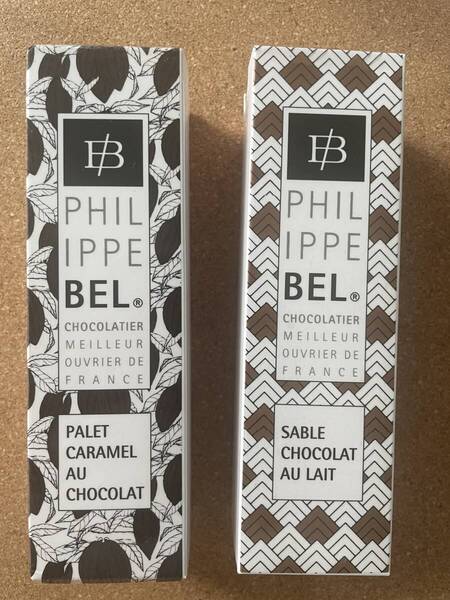 PB
PHIL
IPPE
BEL®
CHOCOLATIER
MEILLEUR
OUVRIER DE
FRANCE
PALET
CARAMEL
AU
CHOCOLAT
PB
PHIL
IPPE
BEL®
CHOCOLATIER
MEILLEUR
OUVRIER DE
FRANCE
SABLE
CHOCOLAT
AU LAIT